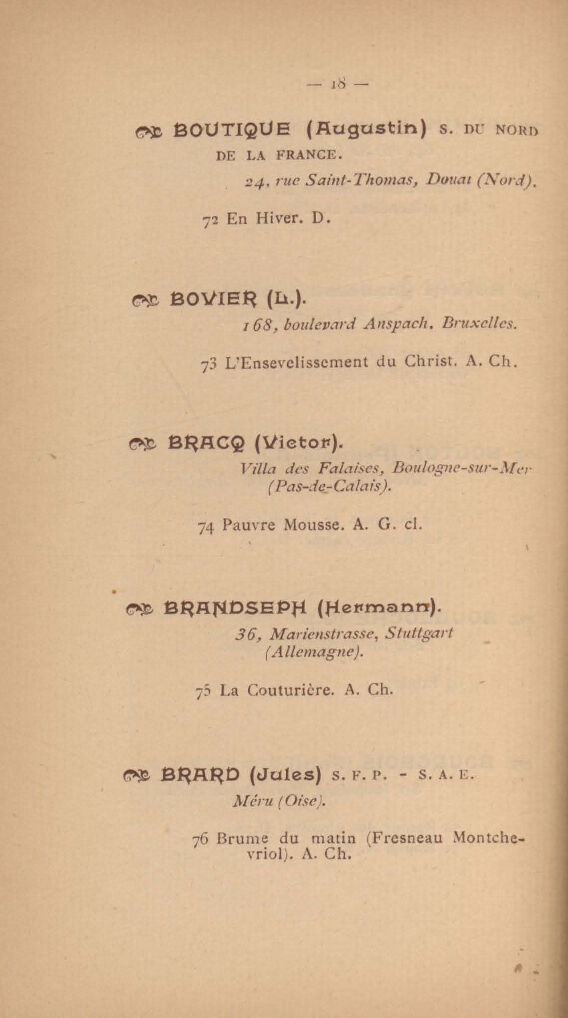 — 18 —
BOUTIQUE (Augustin) S. DU NORD
DE LA FRANCE.
24, rue Saint-Thomas, Douai (Nord).
72 En Hiver. D.
BOVIER (L.).
168, boulevard Anspach. Bruxelles.
73 L'Ensevelissement du Christ. A. Ch.
BRACQ (Victor).
Villa des Falaises, Boulogne-sur-Mer
(Pas-de-Calais).
74 Pauvre Mousse. A. G. cl.
BRANDSEPH (Hermann).
36, Marienstrasse, Stuttgart
(Allemagne).
75 La Couturière. A. Ch.
BRARD (Jules) S. F. P. - S. A. E.
Méru (Oise).
76 Brume du matin (Fresneau Montche-
vriol). A. Ch.